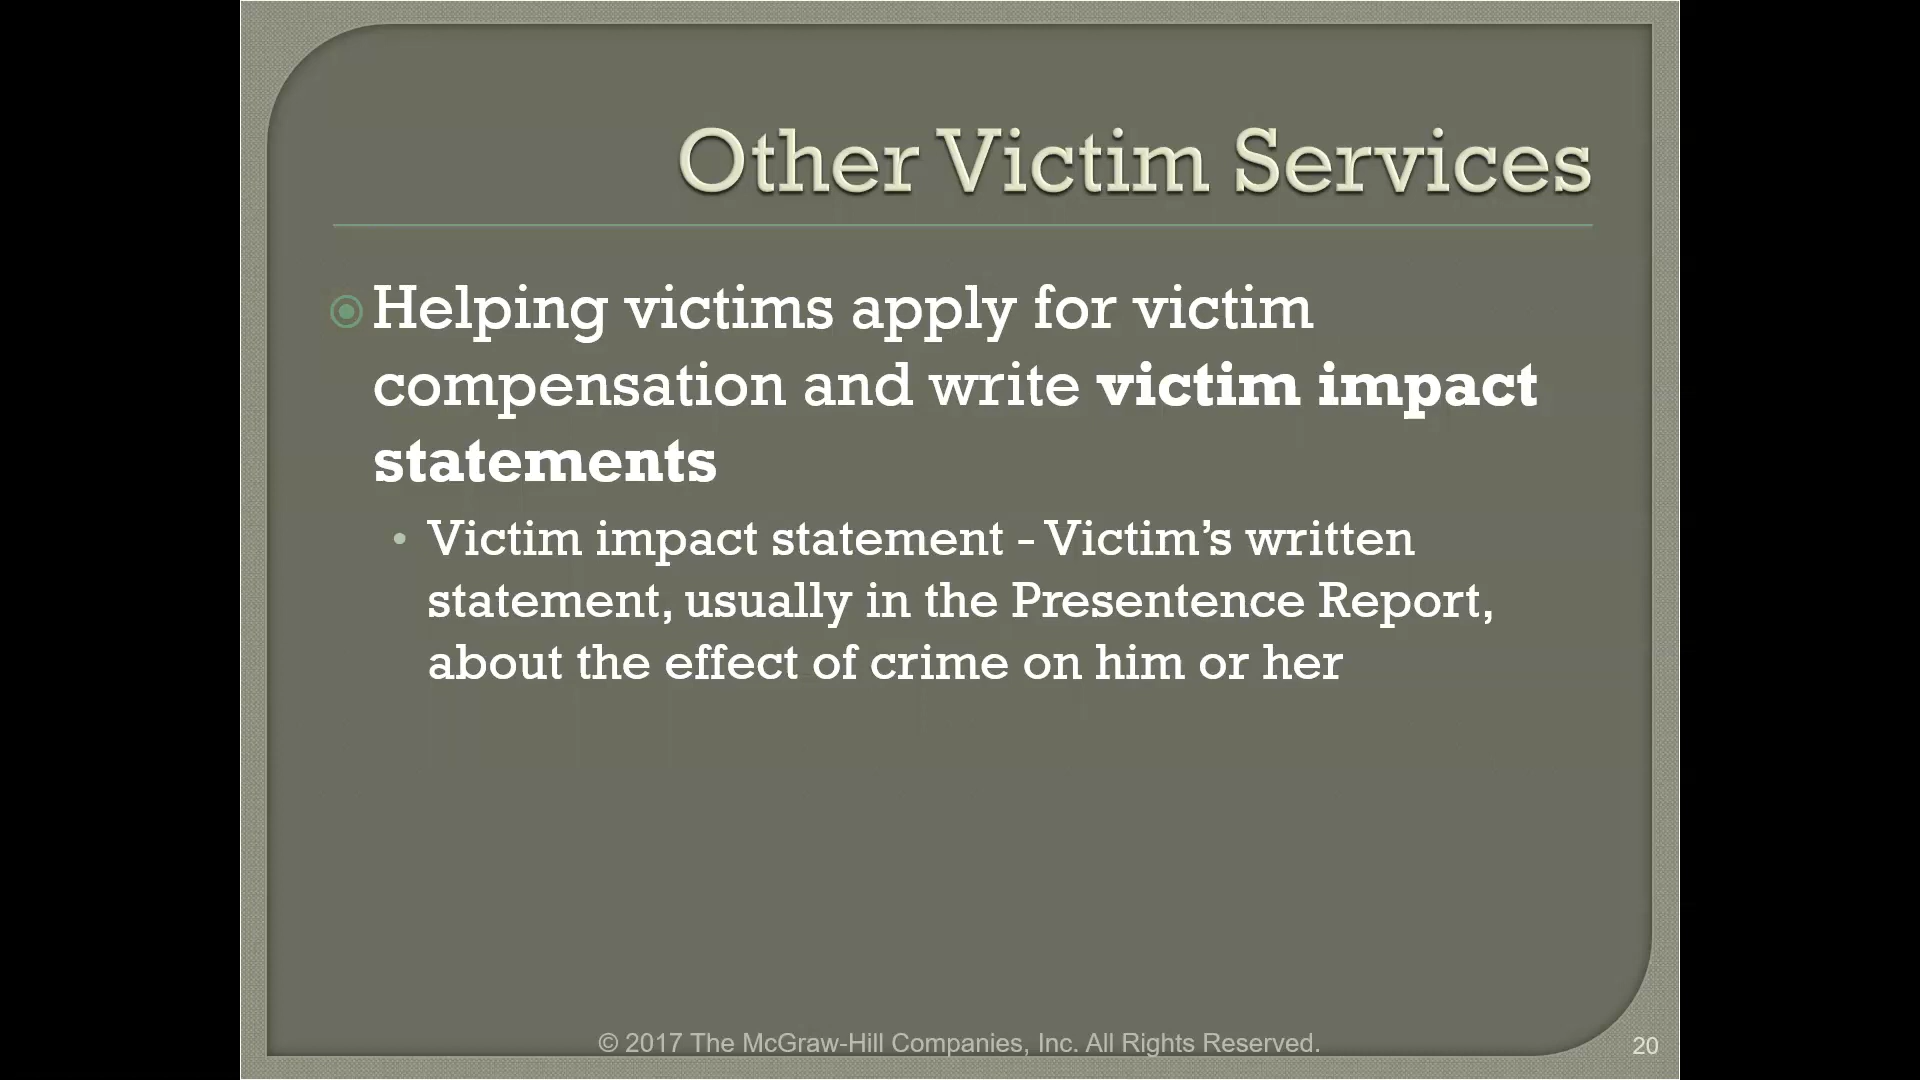 Other Victim Services
Helping victims apply for victim
compensation and write victim impact
statements
• Victim impact statement - Victim’s written
statement, usually in the Presentence Report,
about the effect of crime on him or her
© 2017 The McGraw-Hill Companies, Inc. All Rights Reserved.
20